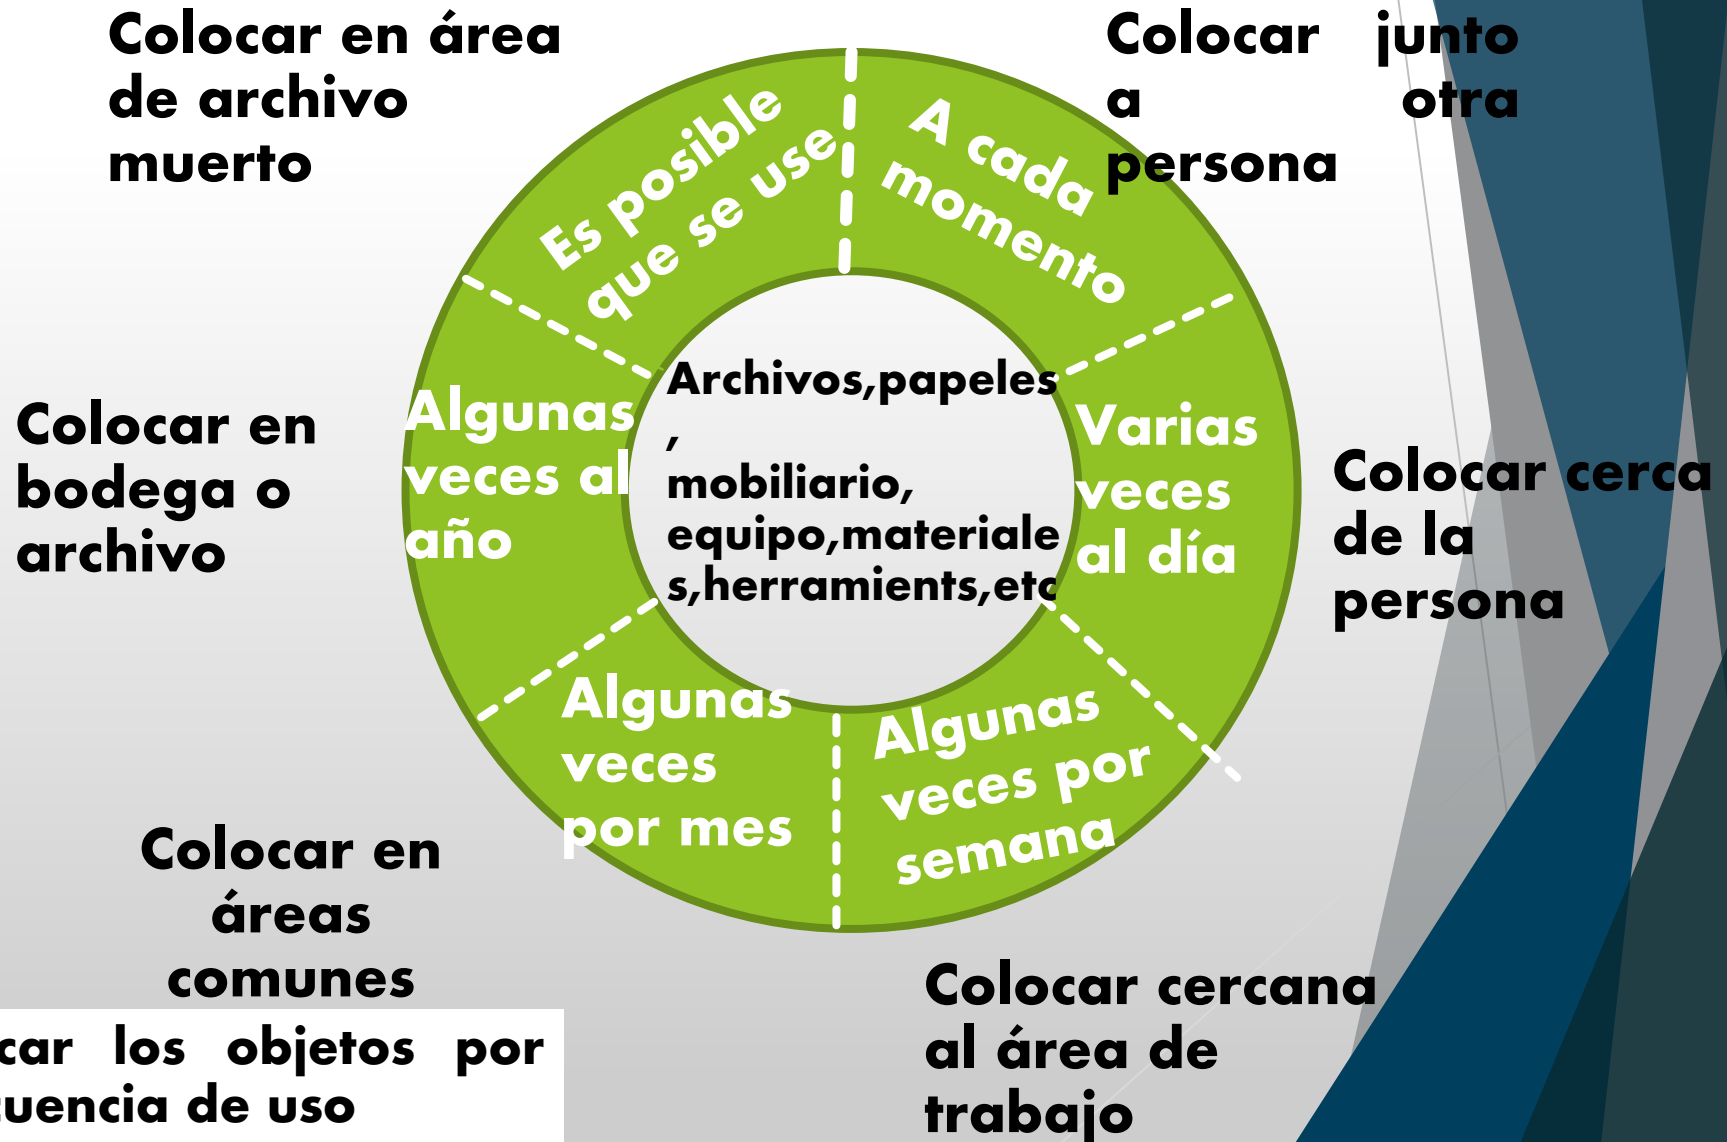 Colocar en área
de archivo
muerto
Colocar junto
a otra
persona
Es posible
que se use
A cada
momento
Archivos,papeles
,
mobiliario,
equipo,materiale
s,herramients,etc
Algunas
veces al
año
Varias
veces
al día
Colocar en
bodega o
archivo
Colocar cerca
de la
persona
Algunas
veces
por mes
Algunas
veces por
semana
Colocar en
áreas
comunes
Colocar cercana
al área de
trabajo
los objetos por
de uso